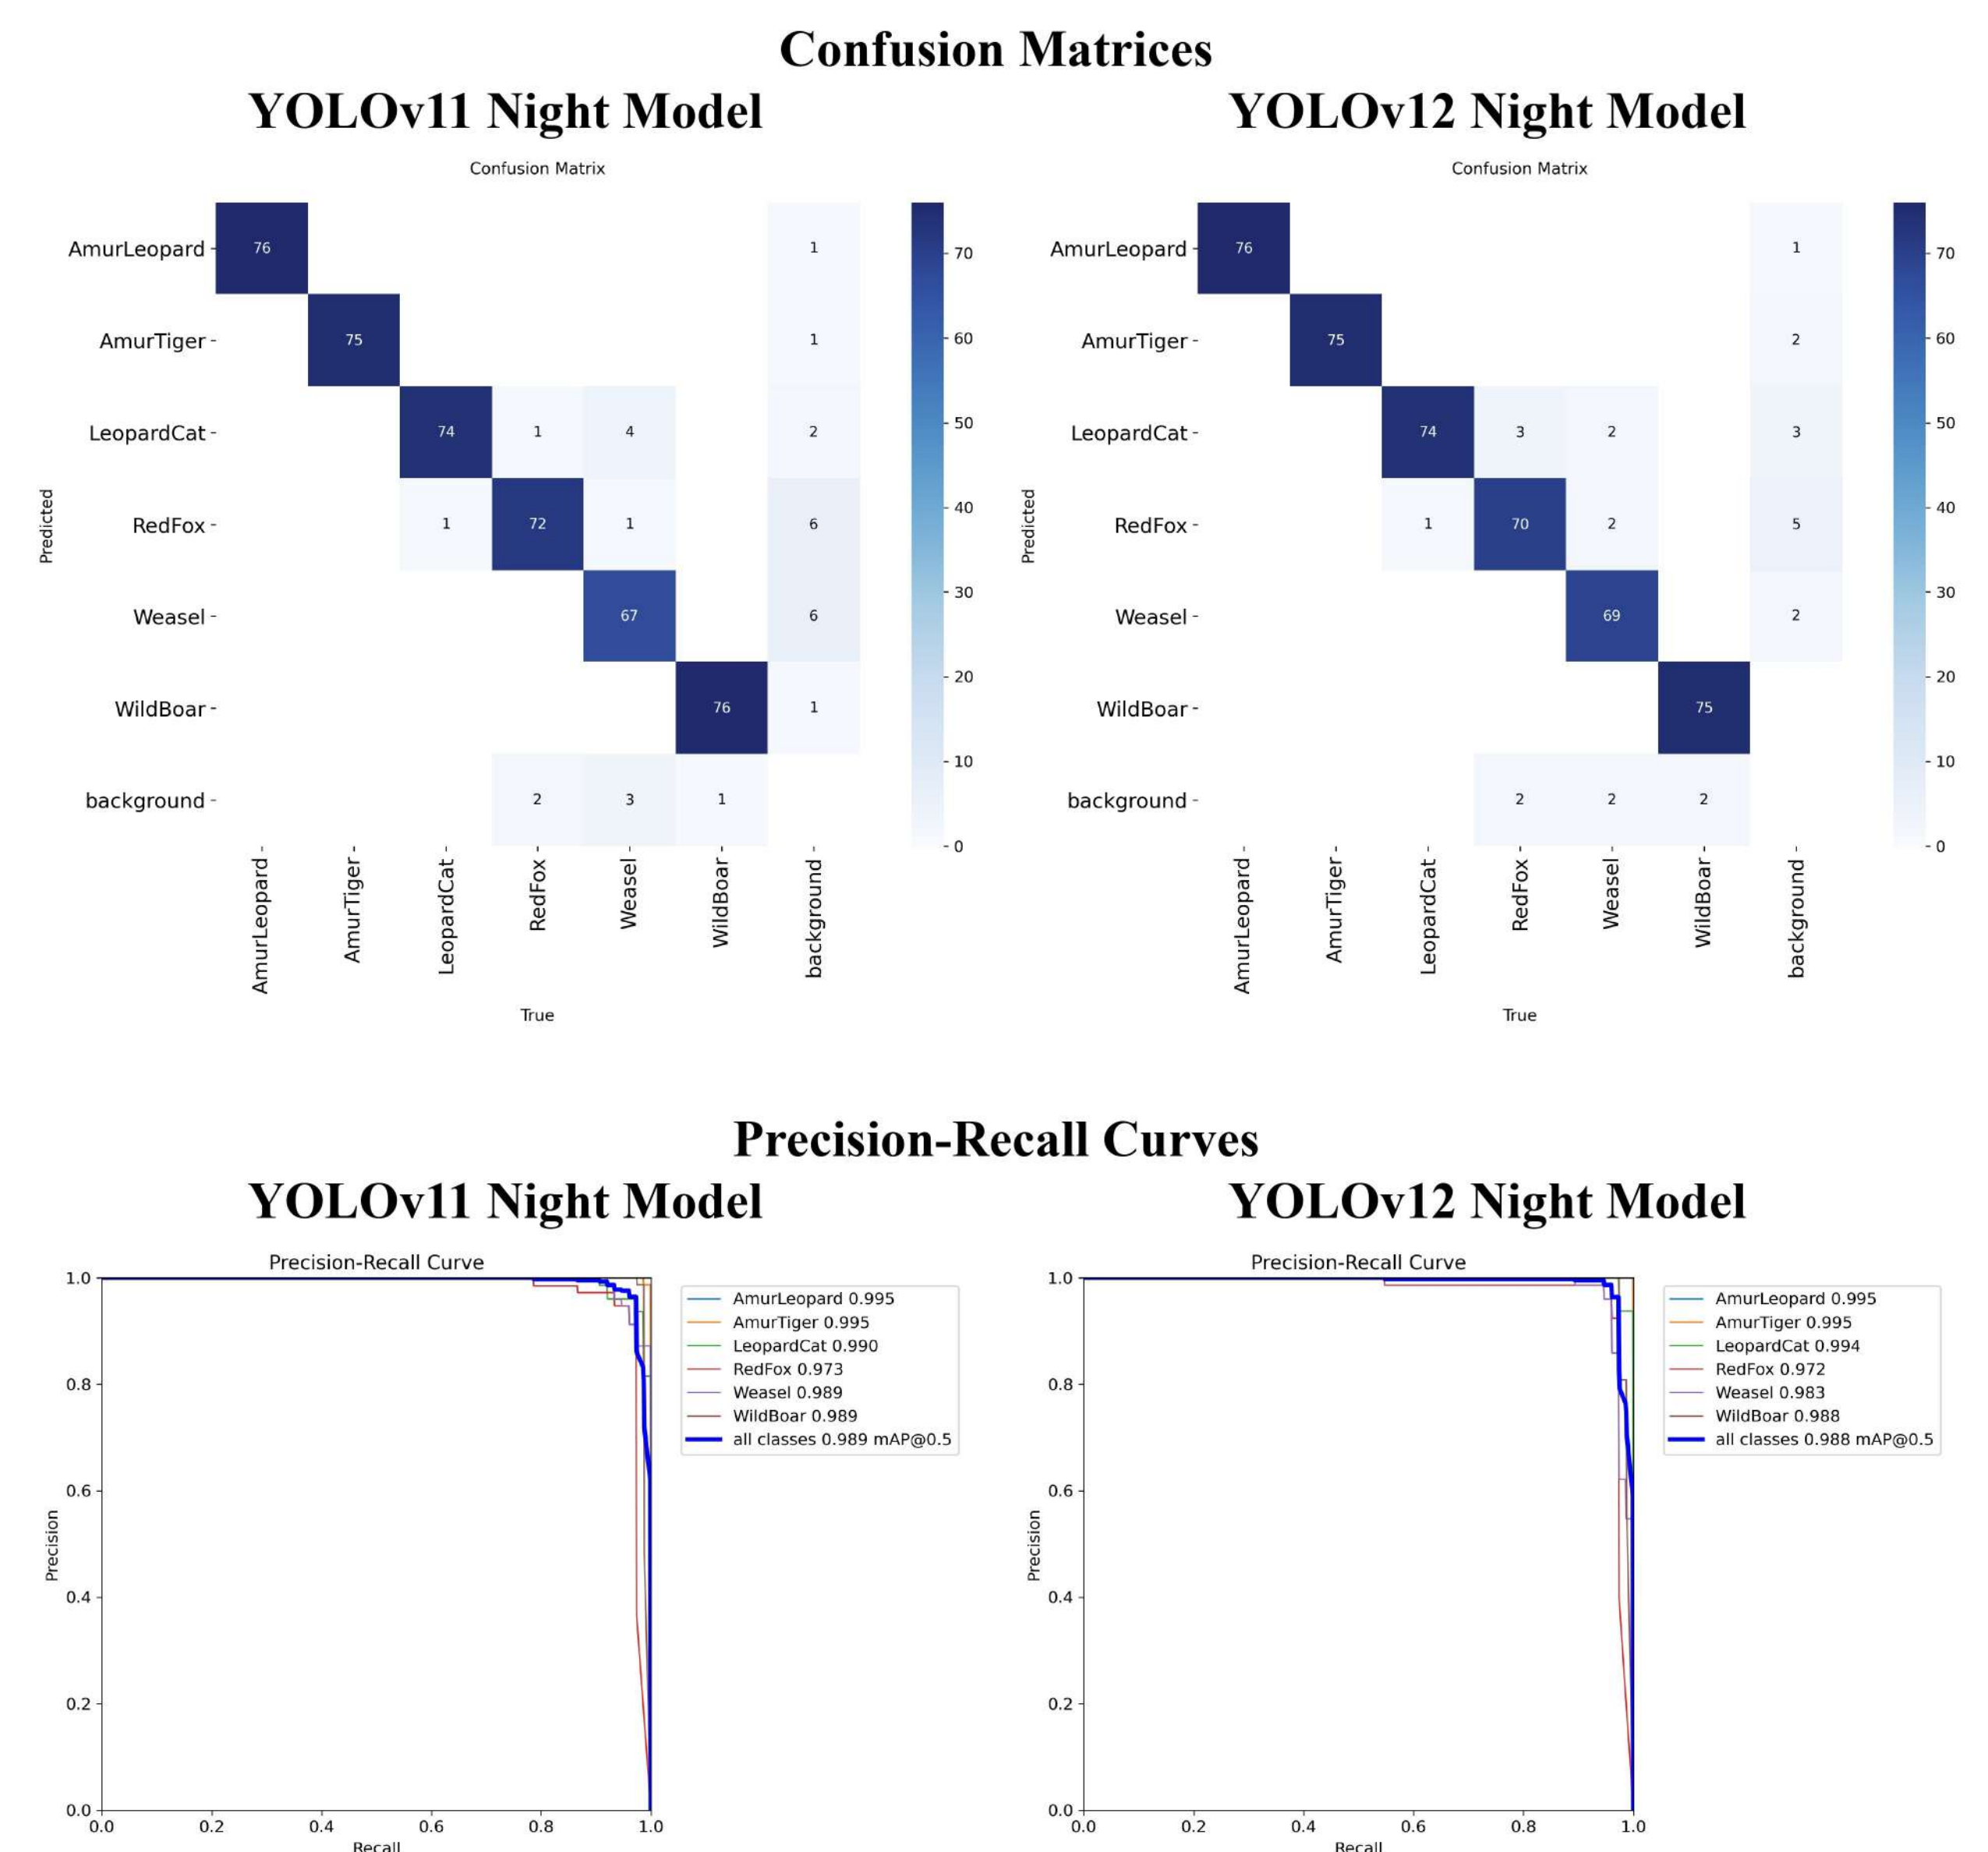 Confusion Matrices
YOLOv11 Night Model
Confusion Matrix
AmurLeopard
76
1
70
AmurTiger
75
1
60
LeopardCat
74
1
4
2
50
Predicted
RedFox
1
72
1
6
40
30
Weasel
67
6
20
WildBoar
76
1
10
background
2
3
1
0
AmurLeopard
AmurTiger
LeopardCat
RedFox
Weasel
WildBoar
background
True
YOLOv12 Night Model
Confusion Matrix
AmurLeopard
76
1
70
AmurTiger
75
2
60
LeopardCat
74
3
2
3
50
Predicted
RedFox
1
70
2
5
40
30
Weasel
69
2
20
WildBoar
75
10
background
2
2
2
0
AmurLeopard
AmurTiger
LeopardCat
RedFox
Weasel
WildBoar
background
True
Precision-Recall Curves
YOLOv11 Night Model
Precision-Recall Curve
1.0
0.8
0.6
0.4
0.2
0.0
Precision
0.0
0.2
0.4
0.6
0.8
1.0
Recall
AmurLeopard 0.995
AmurTiger 0.995
LeopardCat 0.990
RedFox 0.973
Weasel 0.989
WildBoar 0.989
all classes 0.989 mAP@0.5
YOLOv12 Night Model
Precision-Recall Curve
1.0
0.8
0.6
0.4
0.2
0.0
Precision
0.0
0.2
0.4
0.6
0.8
1.0
Recall
AmurLeopard 0.995
AmurTiger 0.995
LeopardCat 0.994
RedFox 0.972
Weasel 0.983
WildBoar 0.988
all classes 0.988 mAP@0.5